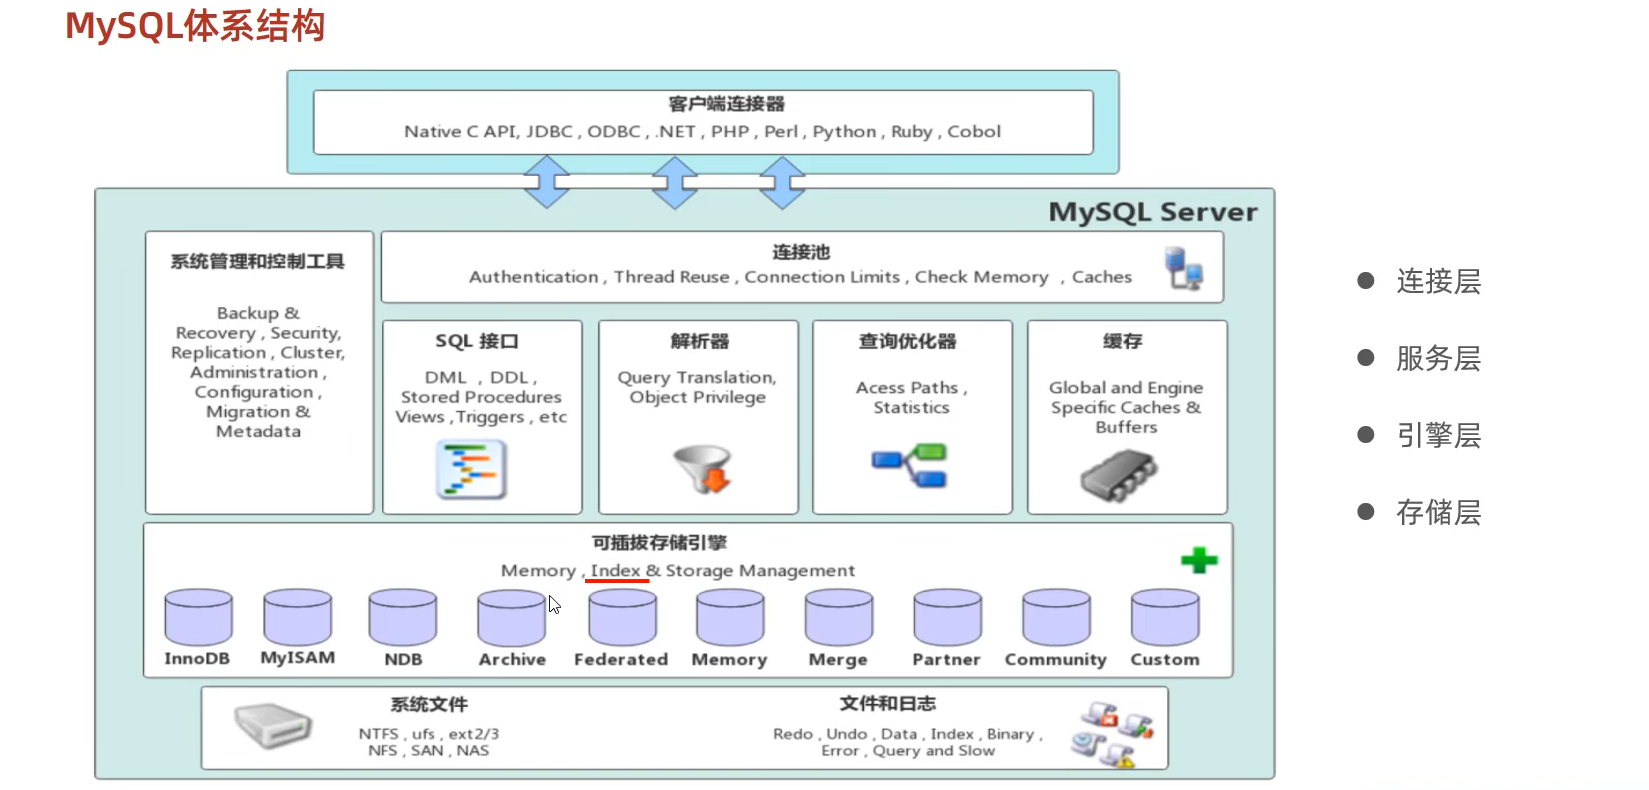 MySQL体系结构
客户端连接器
Native C API, JDBC , ODBC , .NET , PHP , Perl , Python , Ruby , Cobol
MySQL Server
系统管理和控制工具
Backup &
Recovery , Security,
Replication , Cluster,
Administration ,
Configuration ,
Migration &
Metadata
连接池
Authentication , Thread Reuse , Connection Limits , Check Memory , Caches
SQL 接口
DML , DDL ,
Stored Procedures
Views ,Triggers , etc
解析器
Query Translation,
Object Privilege
查询优化器
Acess Paths ,
Statistics
缓存
Global and Engine
Specific Caches &
Buffers
可插拔存储引擎
Memory , Index & Storage Management
InnoDB
MyISAM
NDB
Archive
Federated
Memory
Merge
Partner
Community
Custom
系统文件
NTFS , ufs , ext2/3
NFS , SAN , NAS
文件和日志
Redo , Undo , Data , Index , Binary ,
Error , Query and Slow
● 连接层
● 服务层
● 引擎层
● 存储层